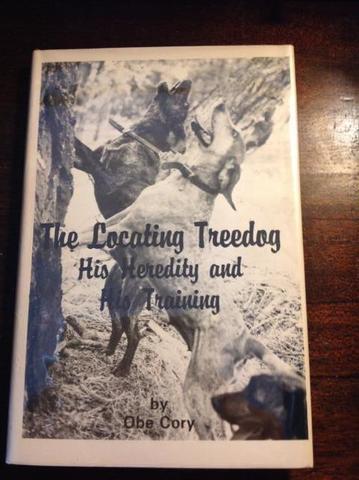 The Locating Treedog
His Heredity and
His Training
by
Obe Cory